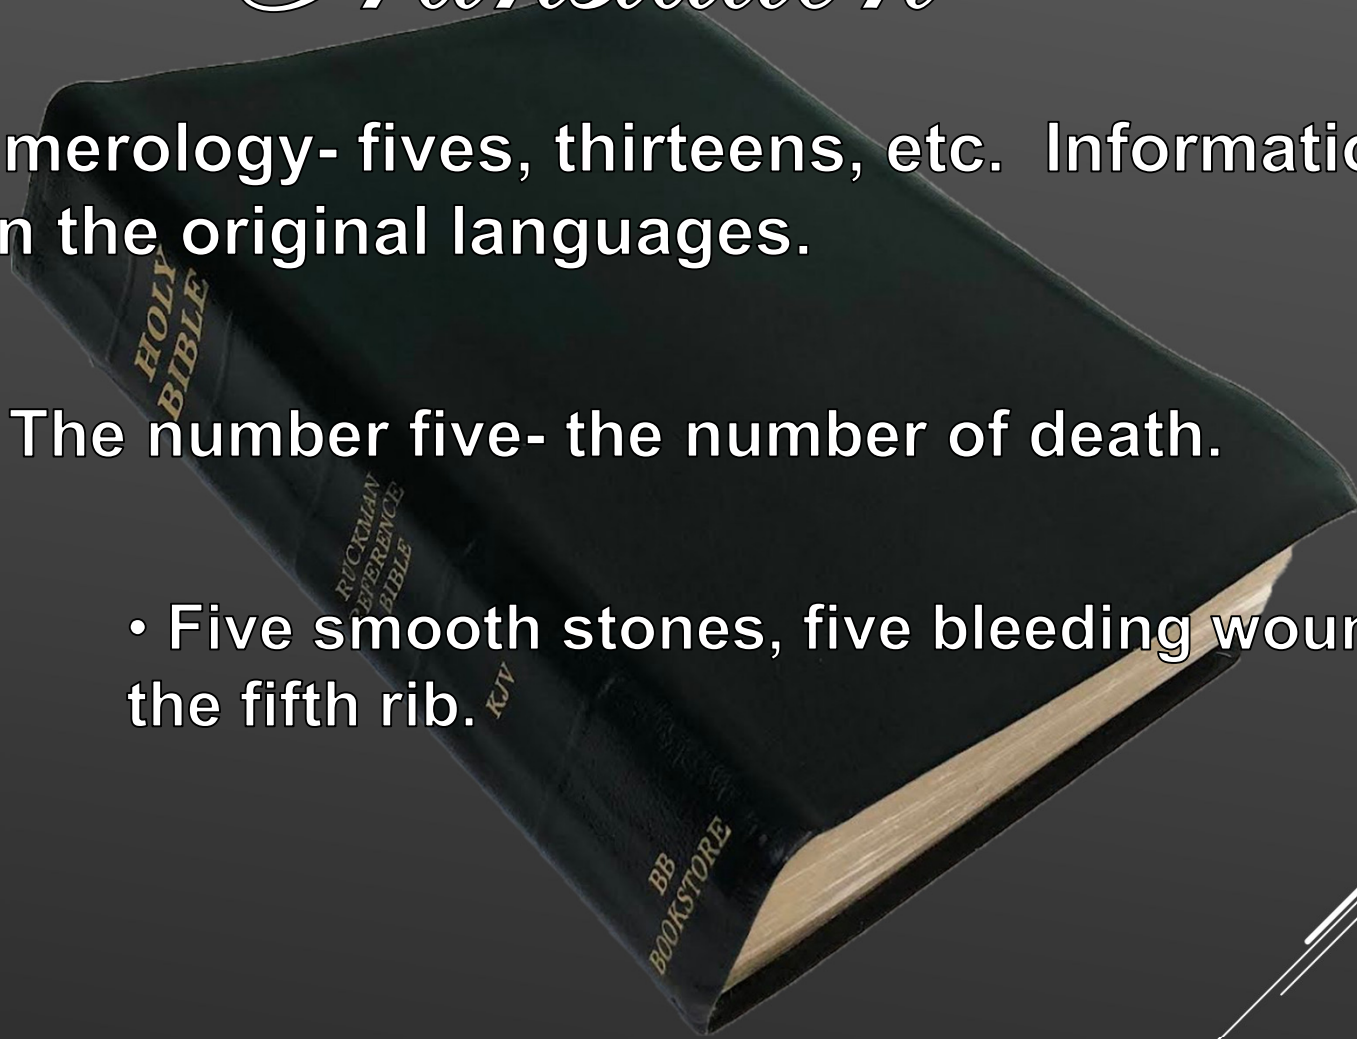 merology- fives, thirteens, etc. Informatio
n the original languages.
HOLY
BIBLE
The number five- the number of death.
RUCKMAN
REFERENCE
BIBLE
• Five smooth stones, five bleeding woun
the fifth rib.
KJV
BB
BOOKSTORE